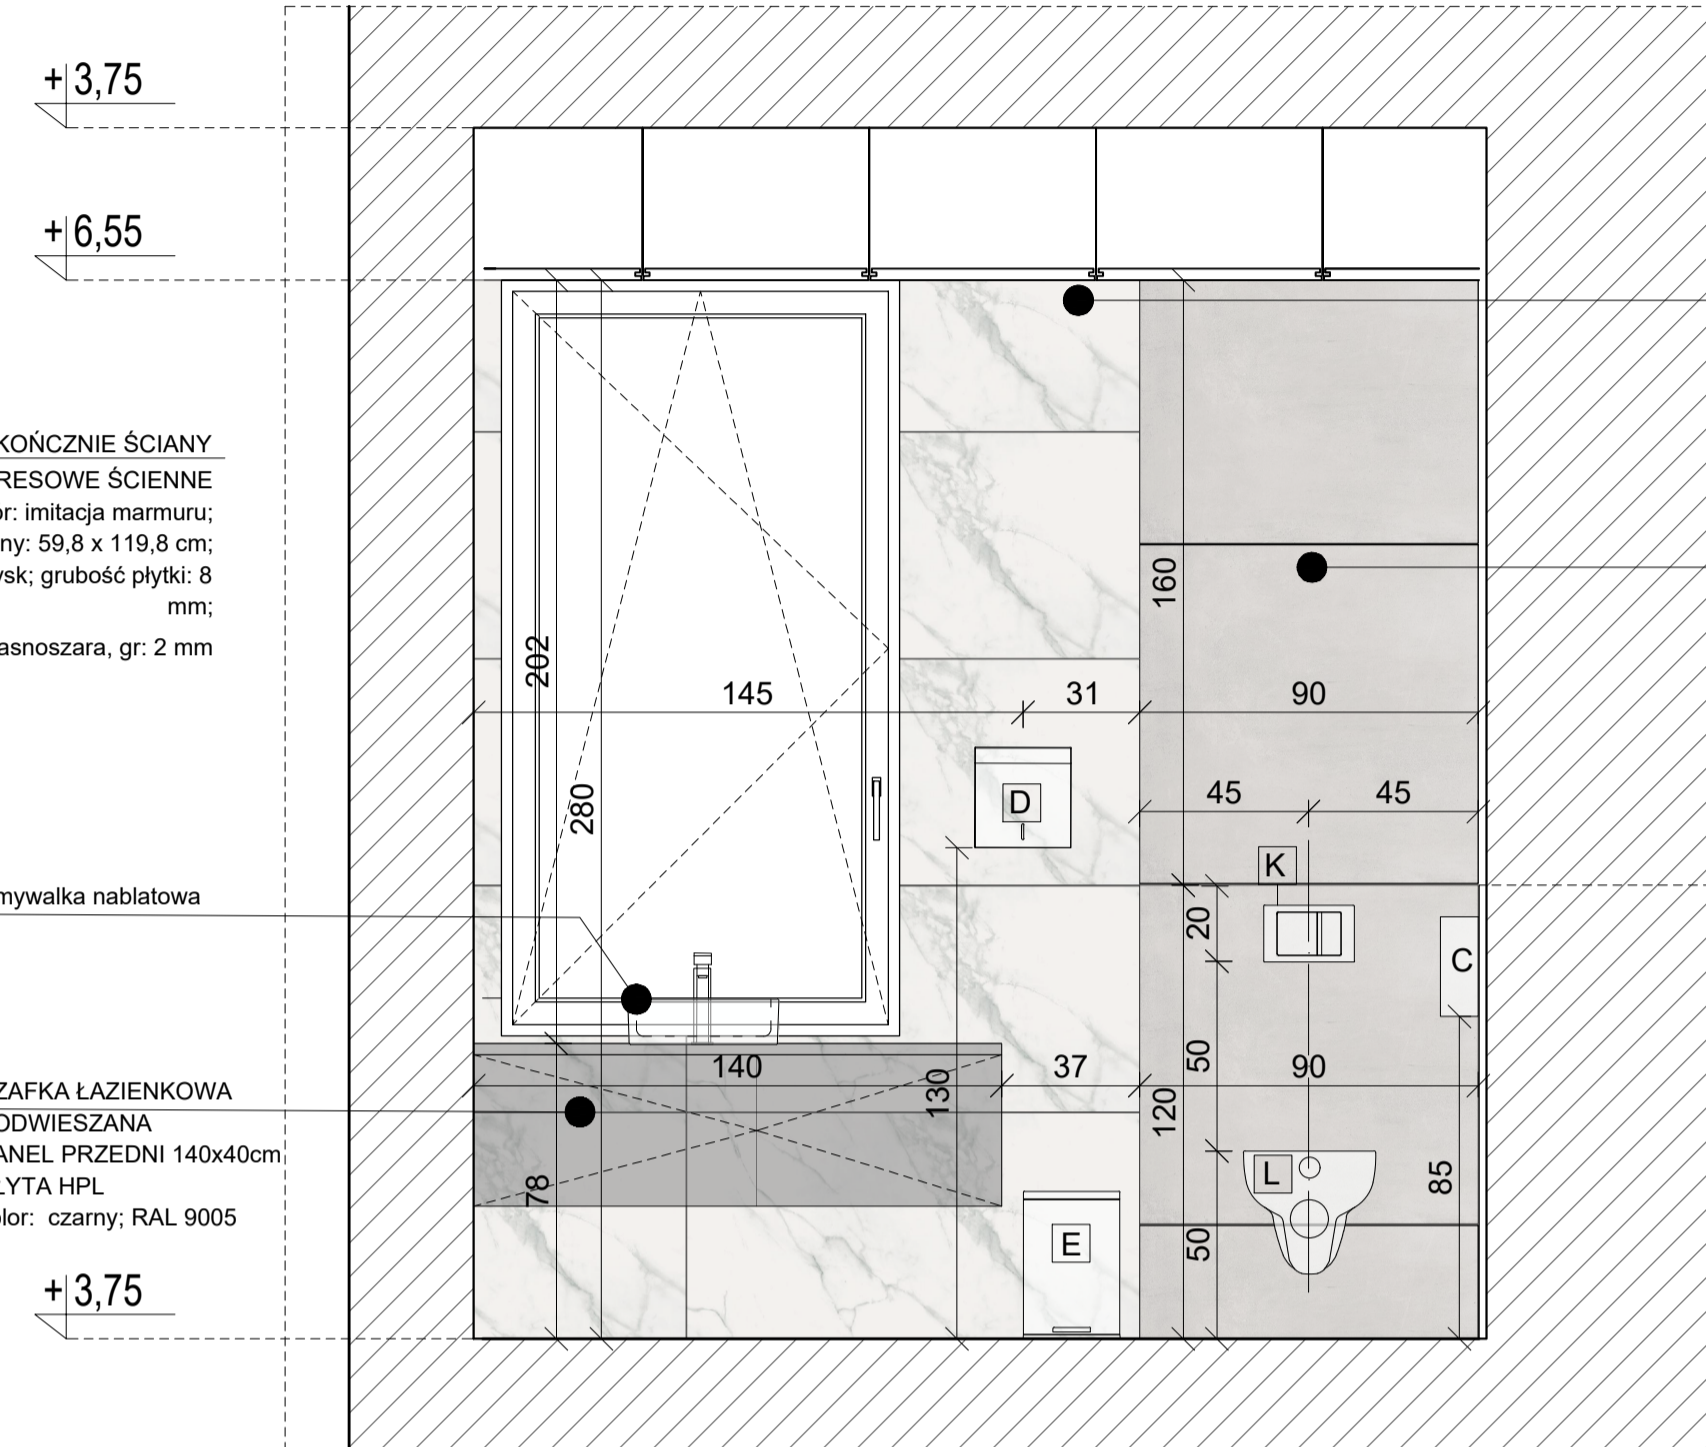 +3,75
+6,55
KOŃCZNIE ŚCIANY
RESOWE ŚCIENNE
or: imitacja marmuru;
ny: 59,8 x 119,8 cm;
ysk; grubość płytki: 8
mm;
asnoszara, gr: 2 mm
mywalka nablatowa
ZAFKA ŁAZIENKOWA
ODWIESZANA
ANEL PRZEDNI 140x40cm
ŁYTA HPL
olor: czarny; RAL 9005
+3,75
202
280
145
31
90
160
45
45
D
K
20
C
140
37
90
130
120
50
78
L
85
E
50